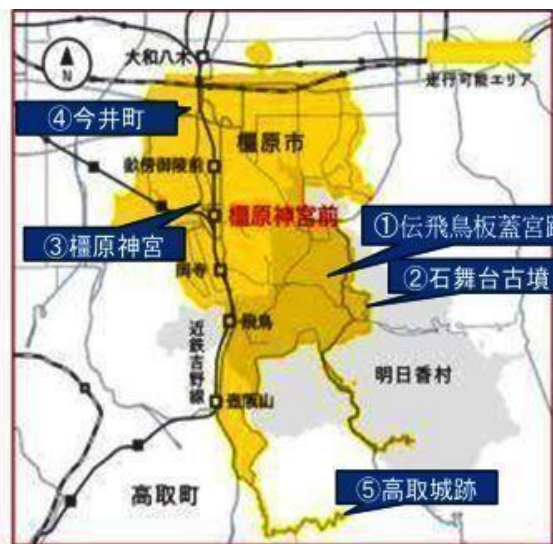 大和八木
N
走行可能エリア
④今井町
橿原市
畝傍御陵前
橿原神宮前
①伝飛鳥板蓋宮跡
③橿原神宮
岡寺
②石舞台古墳
飛鳥
近鉄吉野線
明日香村
壺阪山
高取町
⑤高取城跡